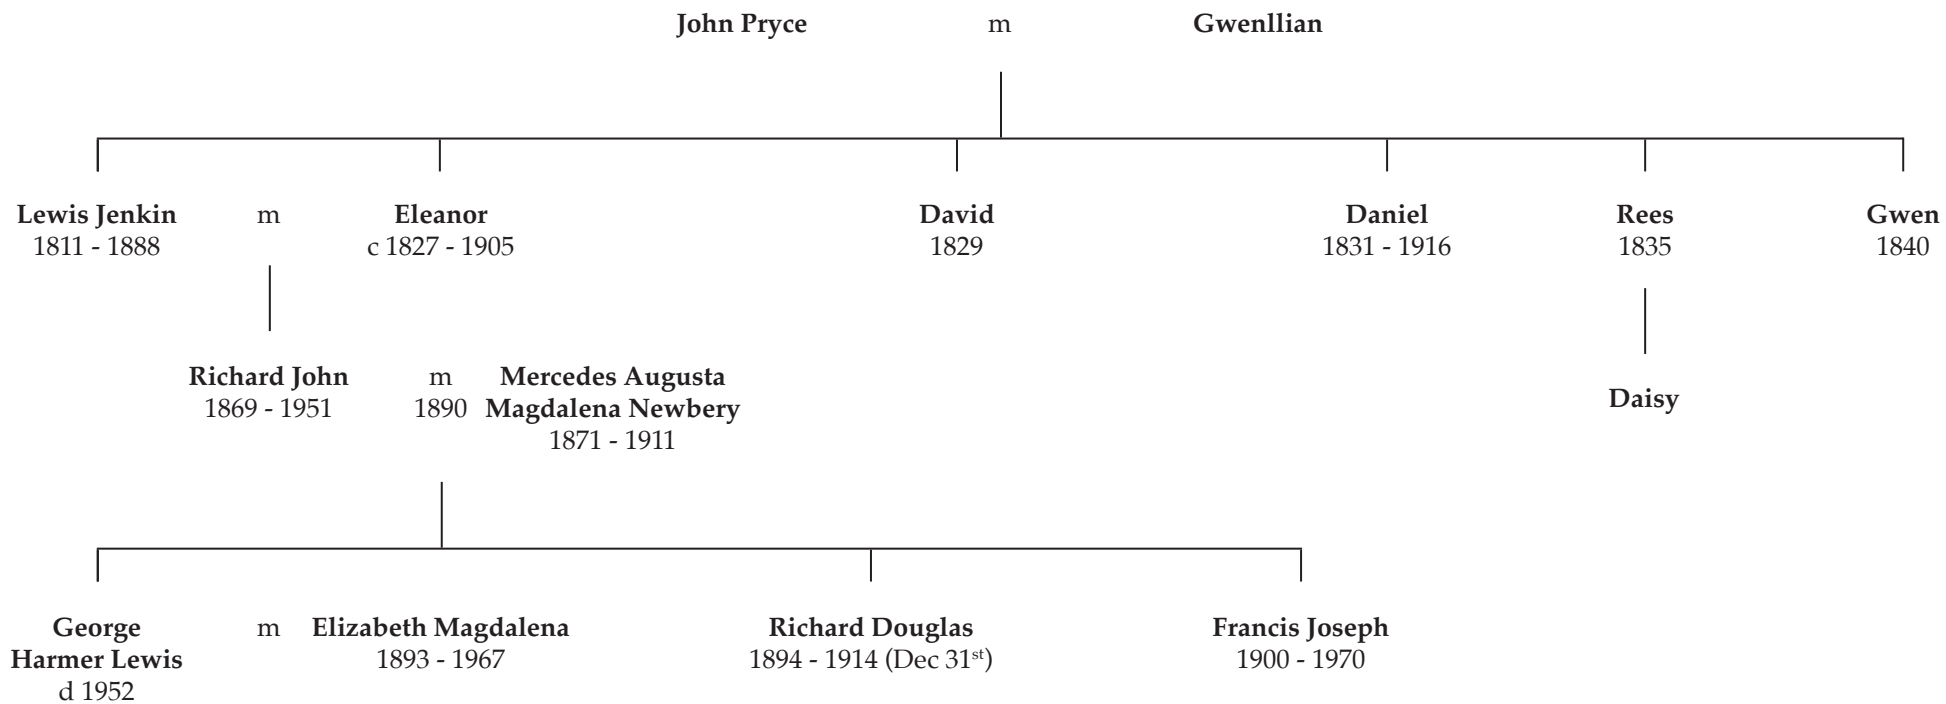 John Pryce m Gwenllian
Lewis Jenkin m Eleanor David Daniel Rees Gwen
1811 - 1888 c 1827 - 1905 1829 1831 - 1916 1835 1840
Richard John m Mercedes Augusta
1869 - 1951 1890 Magdalena Newbery
1871 - 1911
Daisy
George m Elizabeth Magdalena Richard Douglas Francis Joseph
Harmer Lewis 1893 - 1967 1894 - 1914 (Dec 31st) 1900 - 1970
d 1952